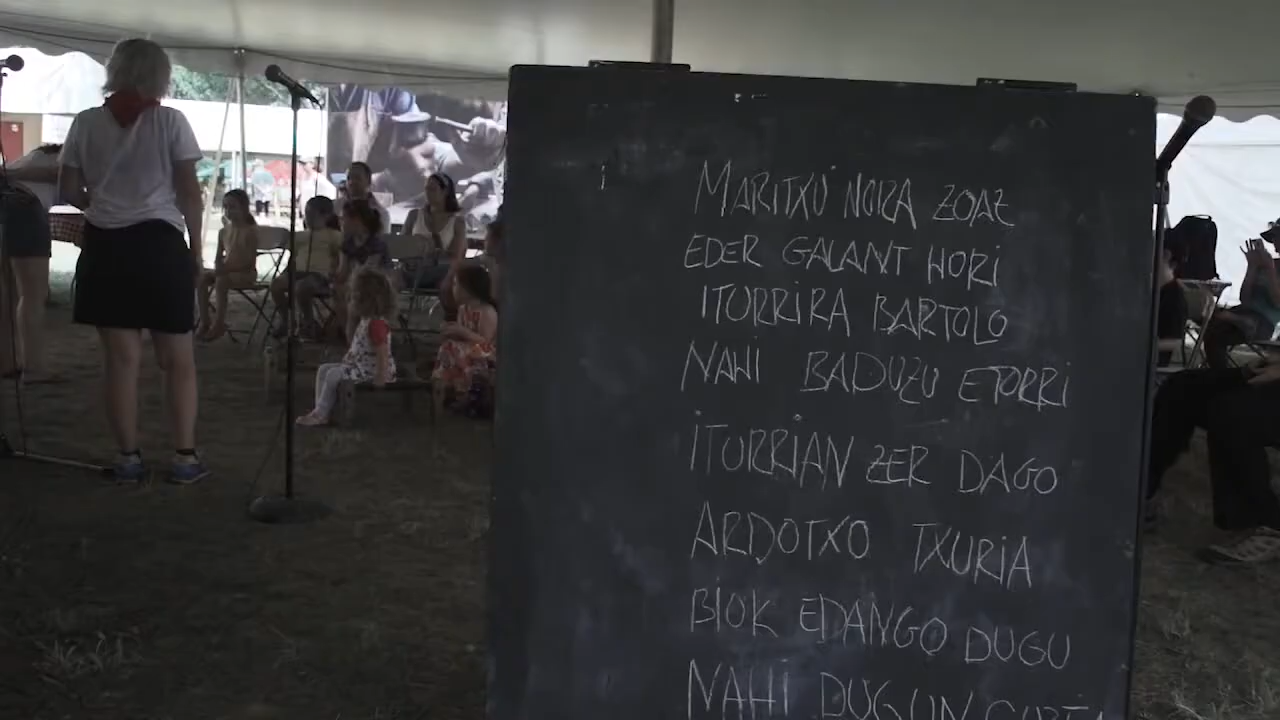 MARITXU NORA ZOAZ
EDER GALANT HORI
ITURRIRA BARTOLO
NAHI BADUZU ETORRI
ITURRIAN ZER DAGO
ARDOTXO TXURIA
BIOK EDANGO DUGU
NAHI DUGUN GUZTI